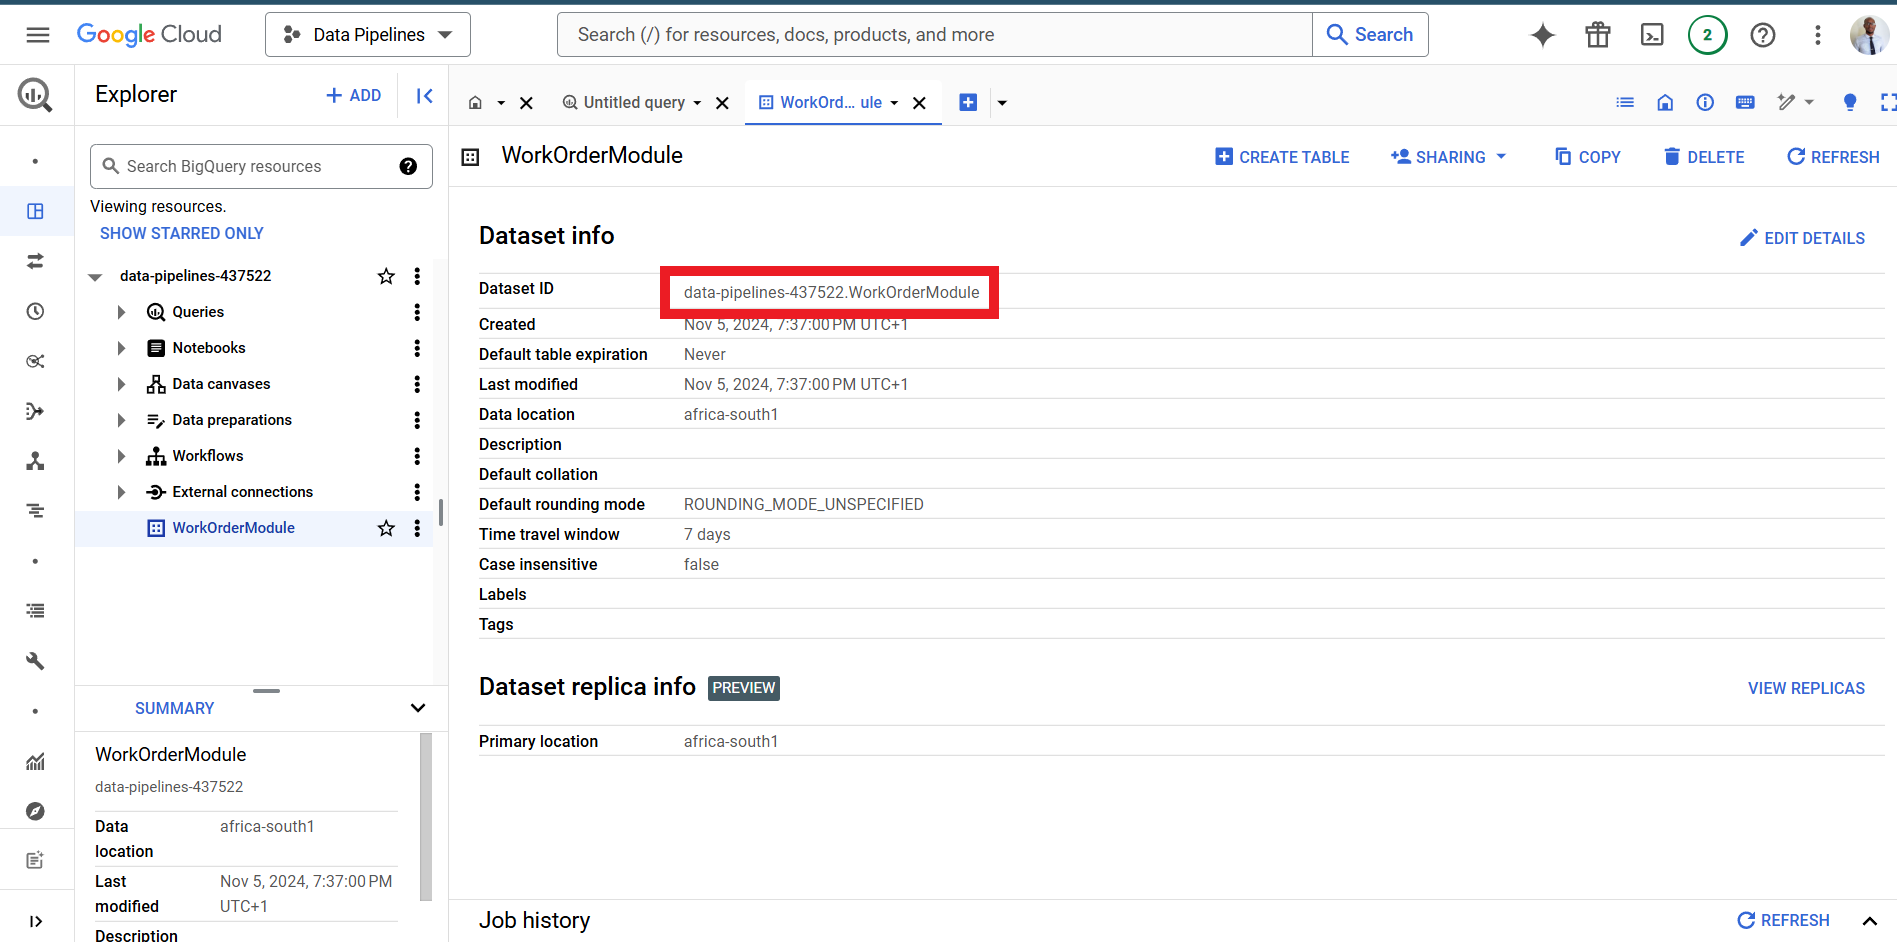 Google Cloud
Data Pipelines
Search (/) for resources, docs, products, and more
Search
2
Explorer
ADD
Untitled query
WorkOrd... ule
Search BigQuery resources
Viewing resources.
SHOW STARRED ONLY
data-pipelines-437522
Queries
Notebooks
Data canvases
Data preparations
Workflows
External connections
WorkOrderModule
SUMMARY
WorkOrderModule
data-pipelines-437522
Data location africa-south1
Last modified Nov 5, 2024, 7:37:00 PM UTC+1
Description
WorkOrderModule
CREATE TABLE
SHARING
COPY
DELETE
REFRESH
Dataset info
EDIT DETAILS
Dataset ID data-pipelines-437522.WorkOrderModule
Created Nov 5, 2024, 7:37:00 PM UTC+1
Default table expiration Never
Last modified Nov 5, 2024, 7:37:00 PM UTC+1
Data location africa-south1
Description
Default collation
Default rounding mode ROUNDING_MODE_UNSPECIFIED
Time travel window 7 days
Case insensitive false
Labels
Tags
Dataset replica info PREVIEW
VIEW REPLICAS
Primary location africa-south1
Job history
REFRESH